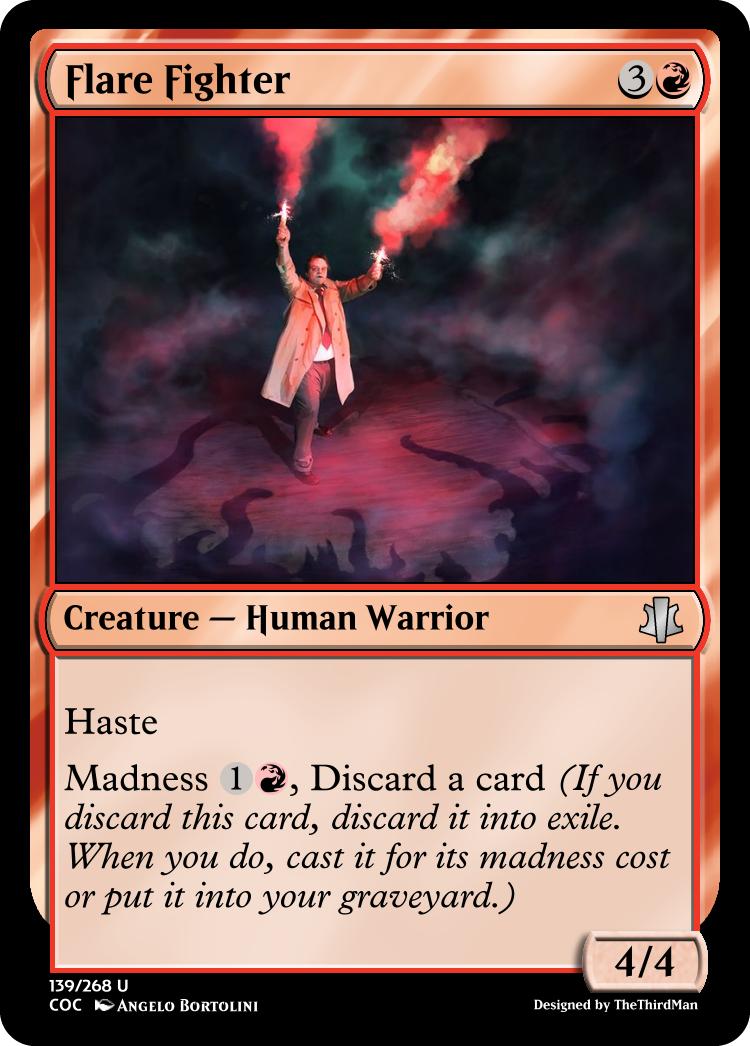 Flare Fighter 3
Creature — Human Warrior
Haste
Madness 1, Discard a card (If you
discard this card, discard it into exile.
When you do, cast it for its madness cost
or put it into your graveyard.)
4/4
139/268 U
COC ANGELO BORTOLINI
Designed by TheThirdMan